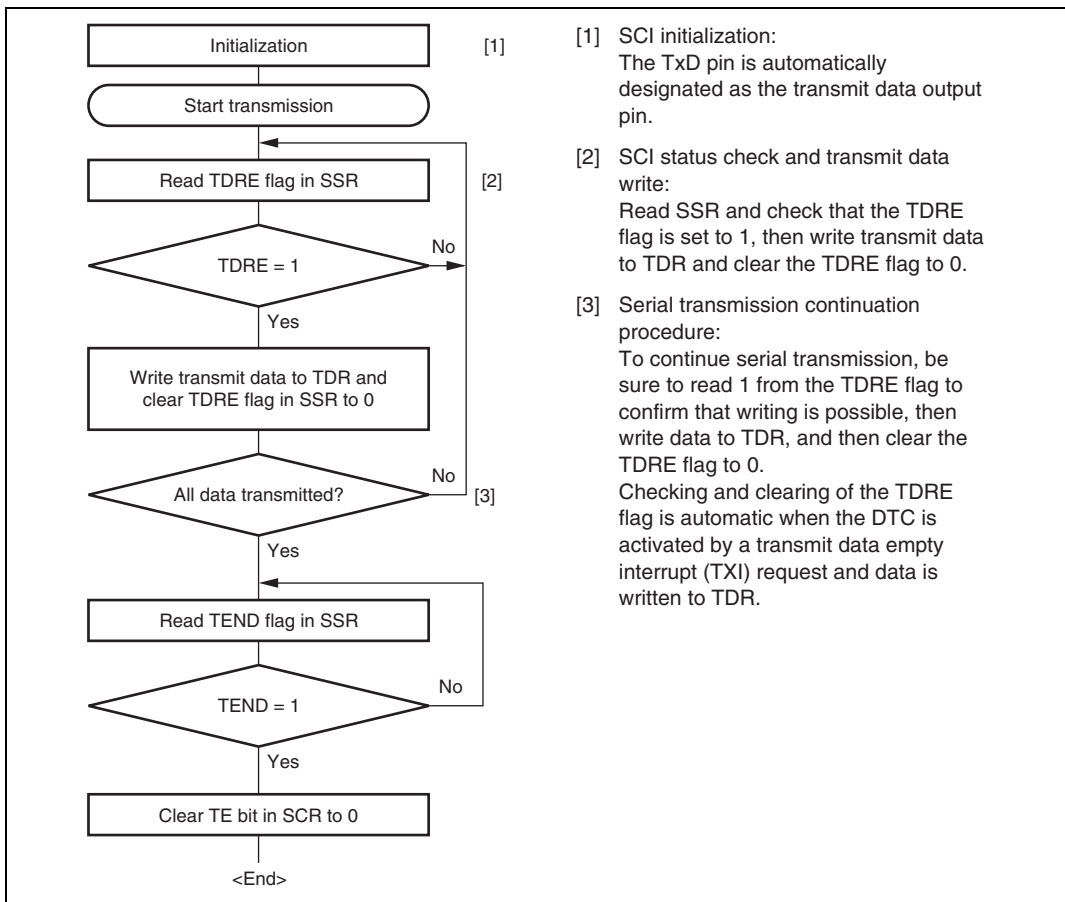 Initialization
[1]
Start transmission
Read TDRE flag in SSR
[2]
No
TDRE = 1
Yes
Write transmit data to TDR and
clear TDRE flag in SSR to 0
No
All data transmitted?
[3]
Yes
Read TEND flag in SSR
No
TEND = 1
Yes
Clear TE bit in SCR to 0
<End>
[1] SCI initialization:
The TxD pin is automatically
designated as the transmit data output
pin.
[2] SCI status check and transmit data
write:
Read SSR and check that the TDRE
flag is set to 1, then write transmit data
to TDR and clear the TDRE flag to 0.
[3] Serial transmission continuation
procedure:
To continue serial transmission, be
sure to read 1 from the TDRE flag to
confirm that writing is possible, then
write data to TDR, and then clear the
TDRE flag to 0.
Checking and clearing of the TDRE
flag is automatic when the DTC is
activated by a transmit data empty
interrupt (TXI) request and data is
written to TDR.